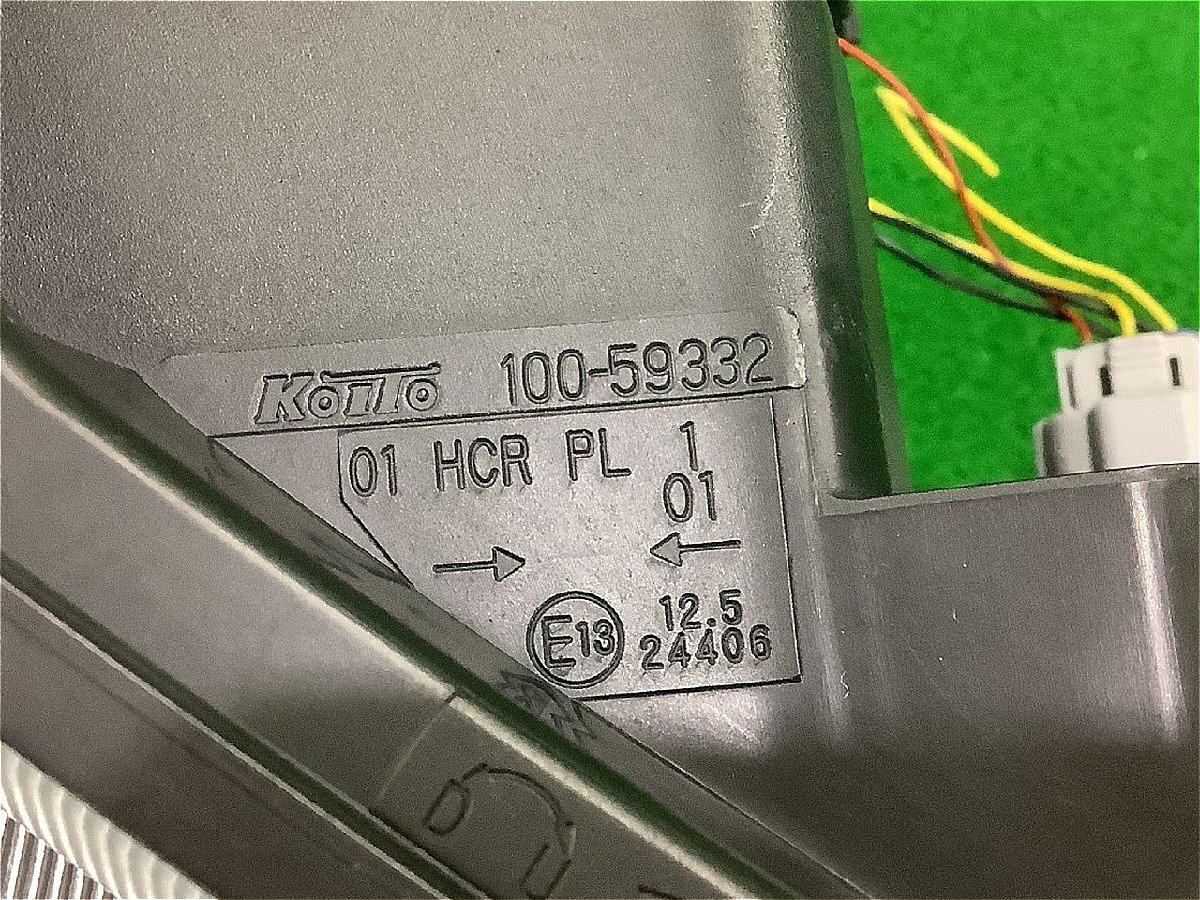 KOITO 100-59332
01 HCR PL 1
01
→ ←
E13 12.5
24406